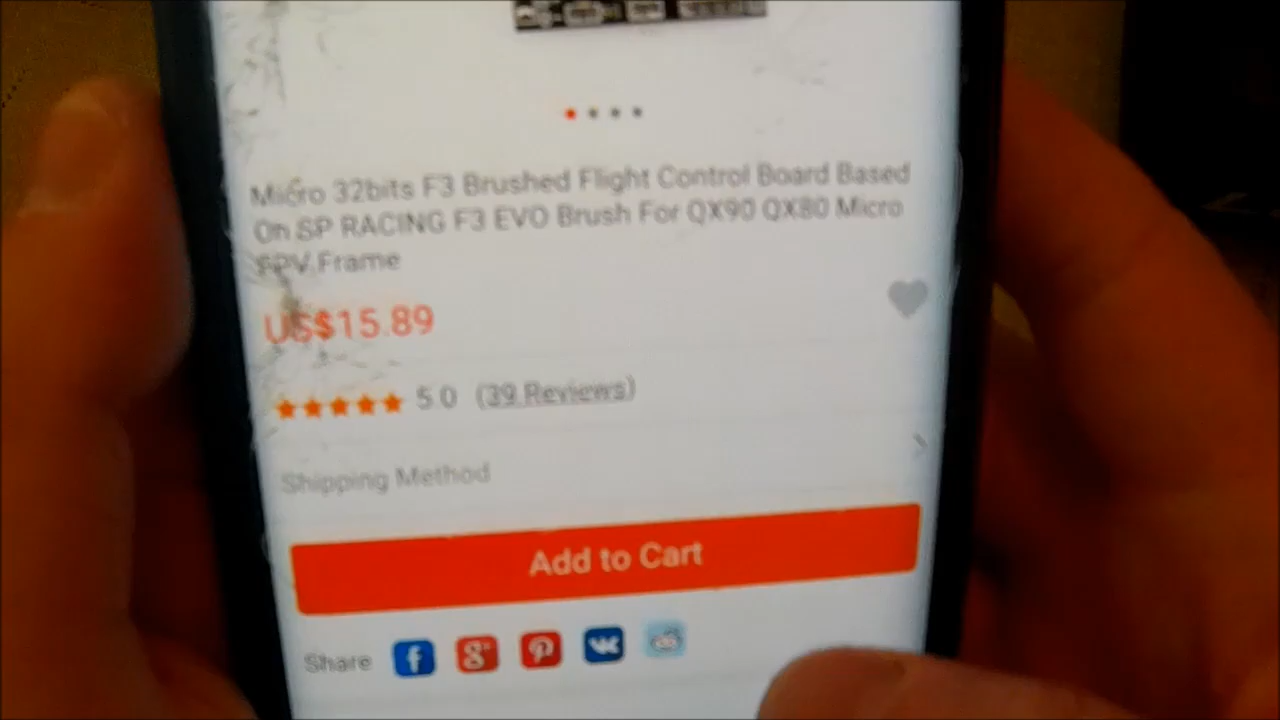 Micro 32bits F3 Brushed Flight Control Board Based
On SP RACING F3 EVO Brush For QX90 QX80 Micro
FPV Frame
US$15.89
5.0 (39 Reviews)
Shipping Method
Add to Cart
Share